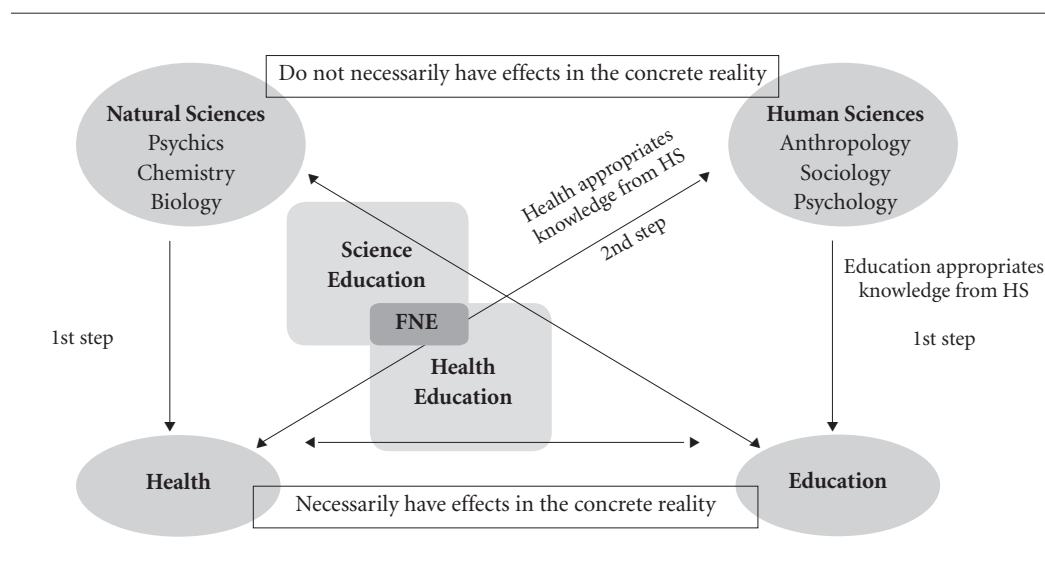 Do not necessarily have effects in the concrete reality
Natural Sciences
Psychics
Chemistry
Biology
Human Sciences
Anthropology
Sociology
Psychology
Health appropriates
knowledge from HS
2nd step
Science
Education
FNE
Health
Education
1st step
Education appropriates
knowledge from HS
1st step
Health
Education
Necessarily have effects in the concrete reality